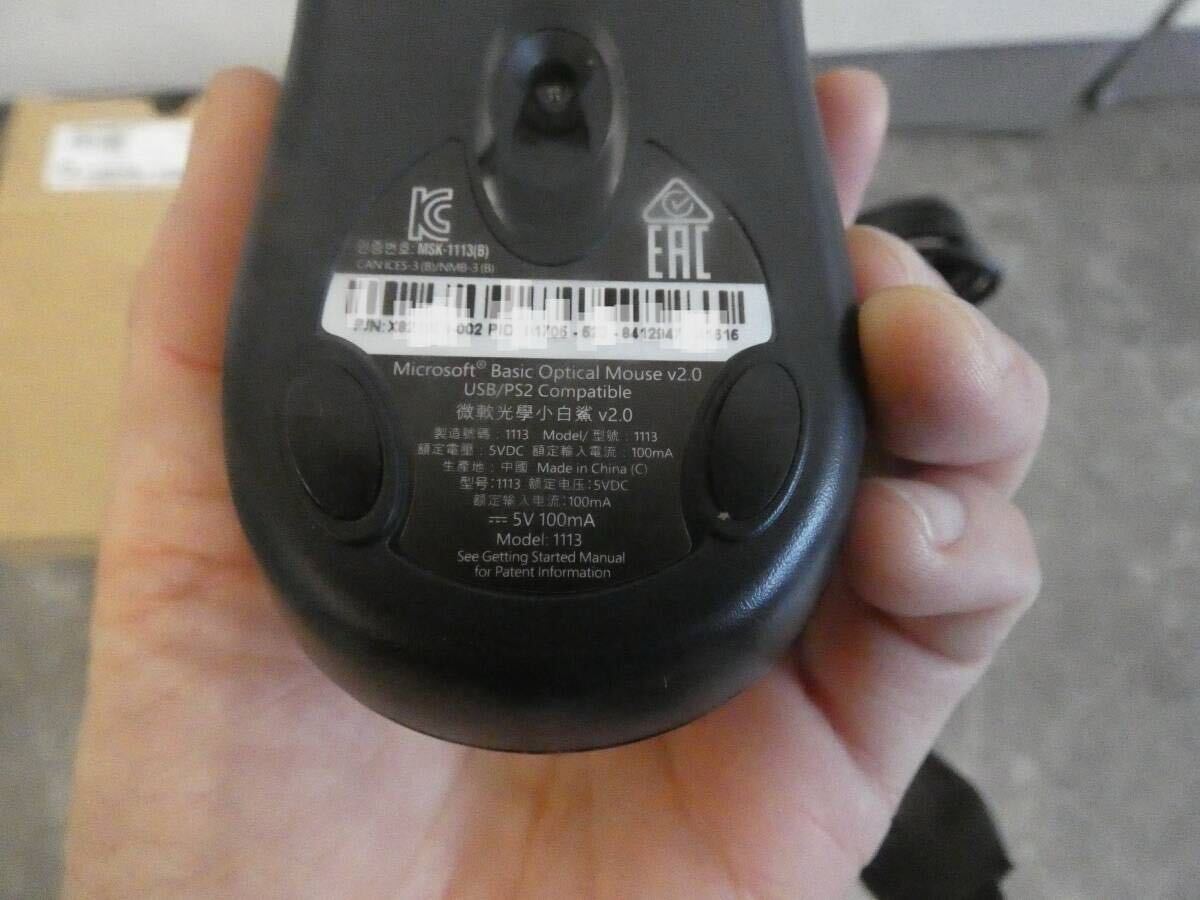 KC
EAC
인증번호: MSK-1113(B)
CAN ICES-3 (B)/NMB-3 (B)
P/N: -002 PID
Microsoft® Basic Optical Mouse v2.0
USB/PS2 Compatible
微軟光學小白鯊 v2.0
製造號碼 : 1113 Model/ 型號 : 1113
額定電壓 : 5VDC 額定輸入電流 : 100mA
生產地 : 中國 Made in China (C)
型号:1113 额定电压:5VDC
额定输入电流:100mA
5V 100mA
Model: 1113
See Getting Started Manual
for Patent Information